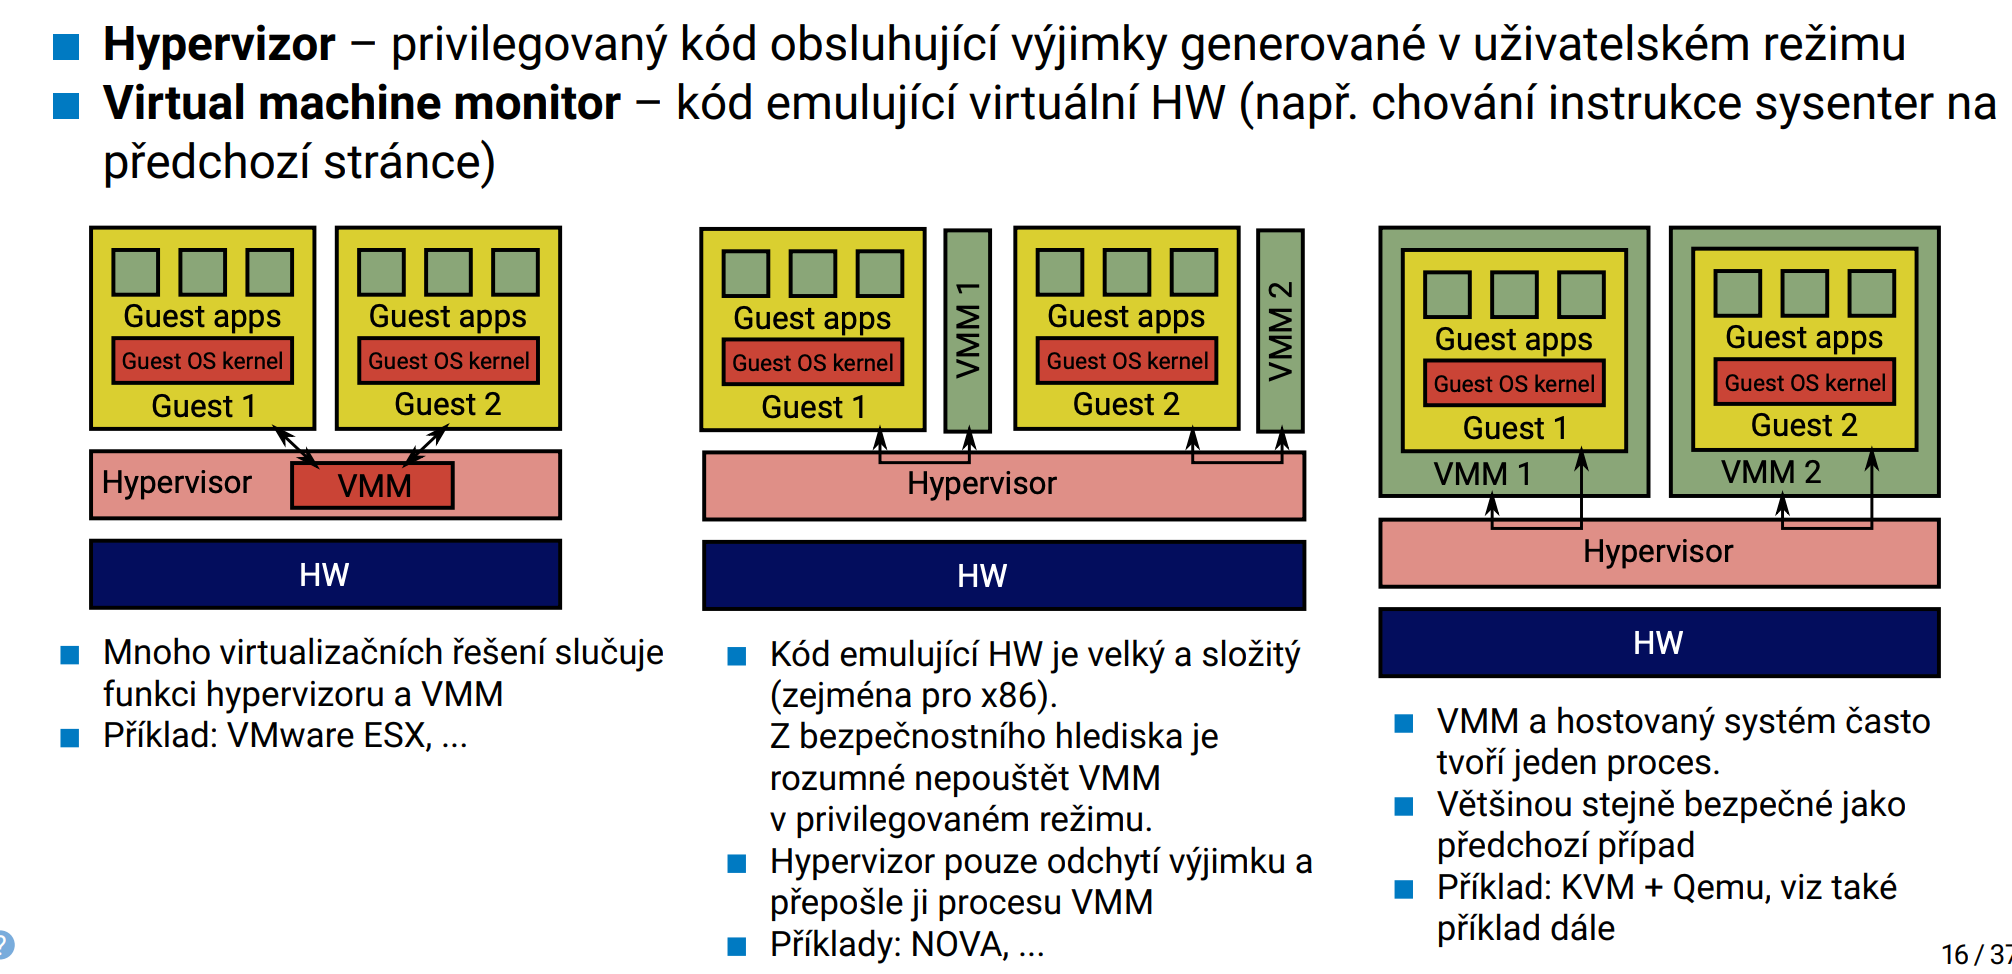 Hypervizor – privilegovaný kód obsluhující výjimky generované v uživatelském režimu
Virtual machine monitor – kód emulující virtuální HW (např. chování instrukce sysenter na
předchozí stránce)
Guest apps
Guest OS kernel
Guest 1
Guest apps
Guest OS kernel
Guest 2
Hypervisor
VMM
HW
Mnoho virtualizačních řešení slučuje
funkci hypervizoru a VMM
Příklad: VMware ESX, ...
Guest apps
Guest OS kernel
Guest 1
VMM 1
Guest apps
Guest OS kernel
Guest 2
VMM 2
Hypervisor
HW
Kód emulující HW je velký a složitý
(zejména pro x86).
Z bezpečnostního hlediska je
rozumné nepouštět VMM
v privilegovaném režimu.
Hypervizor pouze odchytí výjimku a
přepošle ji procesu VMM
Příklady: NOVA, ...
Guest apps
Guest OS kernel
Guest 1
VMM 1
Guest apps
Guest OS kernel
Guest 2
VMM 2
Hypervisor
HW
VMM a hostovaný systém často
tvoří jeden proces.
Většinou stejně bezpečné jako
předchozí případ
Příklad: KVM + Qemu, viz také
příklad dále
?
16 / 37